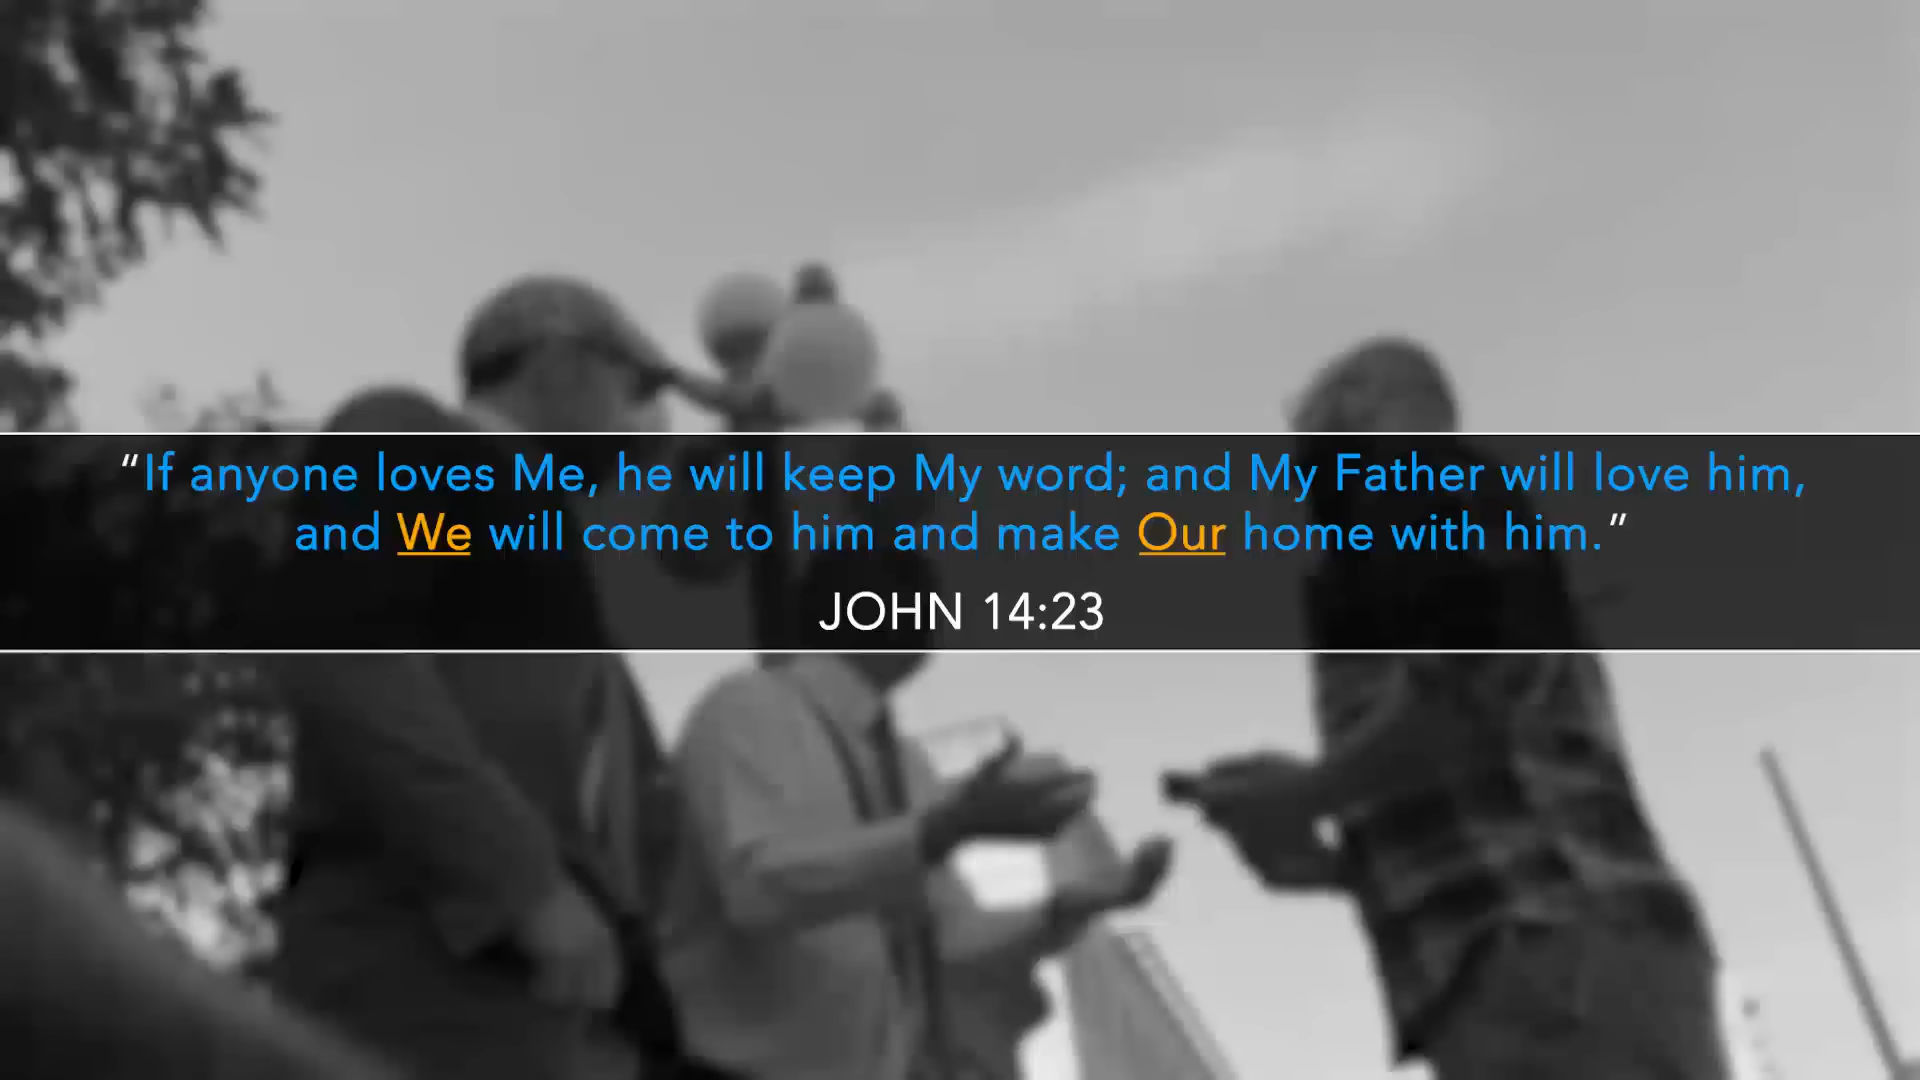 “If anyone loves Me, he will keep My word; and My Father will love him,
and We will come to him and make Our home with him.”
JOHN 14:23